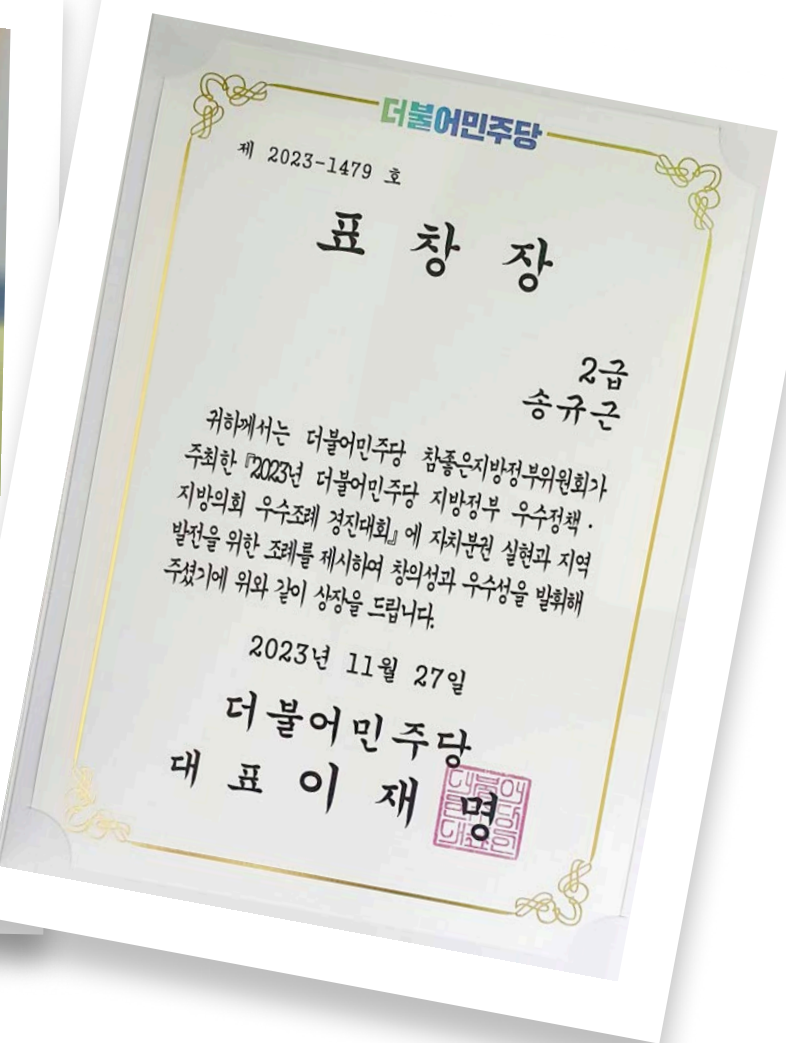 더불어민주당
제 2023-1479 호
표 창 장
2급
송규근
귀하께서는 더불어민주당 참좋은지방정부위원회가
주최한 『2023년 더불어민주당 지방정부 우수정책 ·
지방의회 우수조례 경진대회』에 자치분권 실현과 지역
발전을 위한 조례를 제시하여 창의성과 우수성을 발휘해
주셨기에 위와 같이 상장을 드립니다.
2023년 11월 27일
더불어민주당
대 표 이 재 명